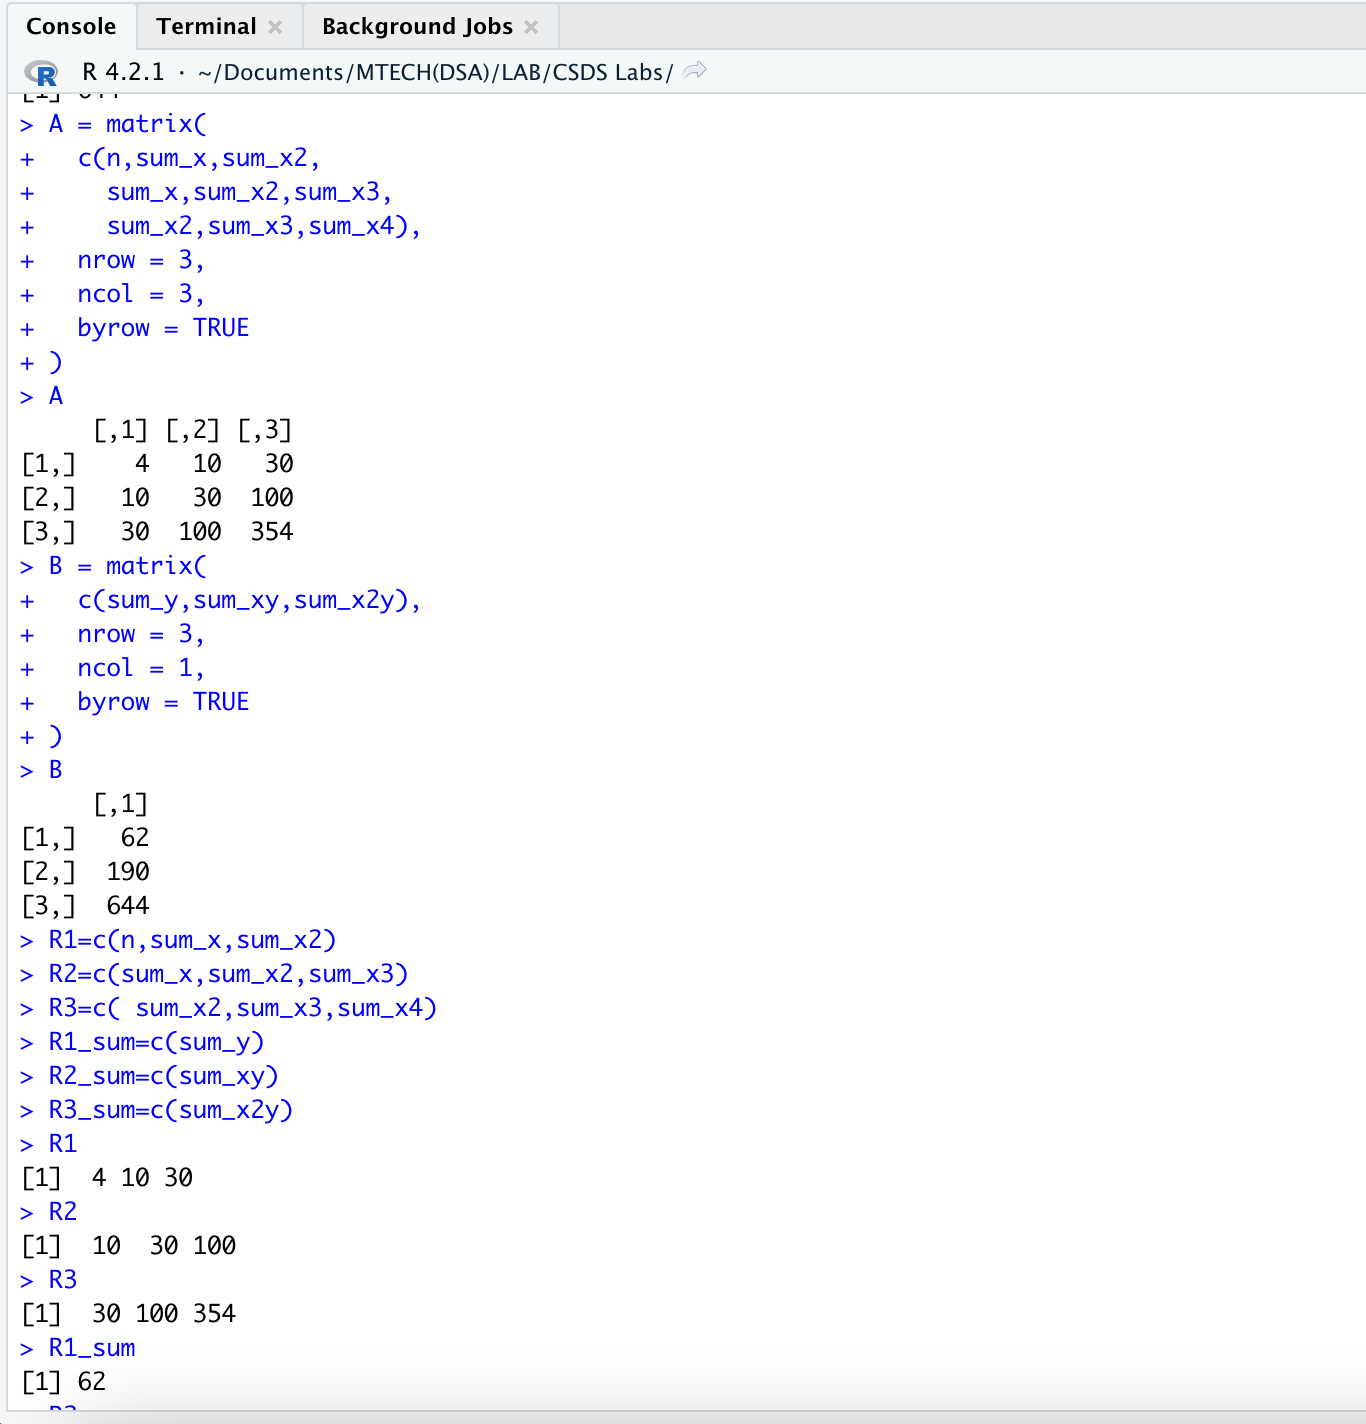 Console Terminal Background Jobs
R 4.2.1 · ~/Documents/MTECH(DSA)/LAB/CSDS Labs/
> A = matrix(
+   c(n,sum_x,sum_x2,
+     sum_x,sum_x2,sum_x3,
+     sum_x2,sum_x3,sum_x4),
+   nrow = 3,
+   ncol = 3,
+   byrow = TRUE
+ )
> A
     [,1] [,2] [,3]
[1,]    4   10   30
[2,]   10   30  100
[3,]   30  100  354
> B = matrix(
+   c(sum_y,sum_xy,sum_x2y),
+   nrow = 3,
+   ncol = 1,
+   byrow = TRUE
+ )
> B
     [,1]
[1,]   62
[2,]  190
[3,]  644
> R1=c(n,sum_x,sum_x2)
> R2=c(sum_x,sum_x2,sum_x3)
> R3=c( sum_x2,sum_x3,sum_x4)
> R1_sum=c(sum_y)
> R2_sum=c(sum_xy)
> R3_sum=c(sum_x2y)
> R1
[1]  4 10 30
> R2
[1]  10  30 100
> R3
[1]  30 100 354
> R1_sum
[1] 62